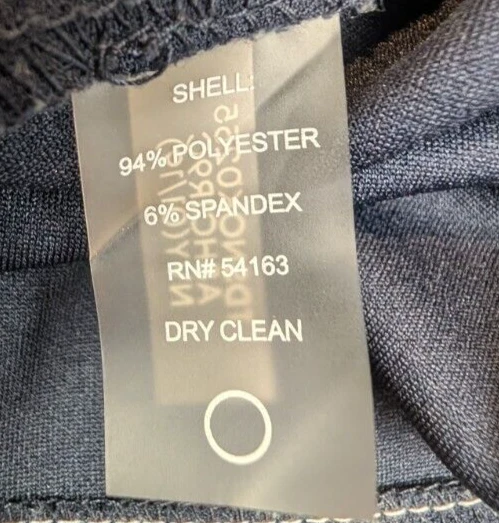 SHELL:
94% POLYESTER
6% SPANDEX
RN# 54163
DRY CLEAN